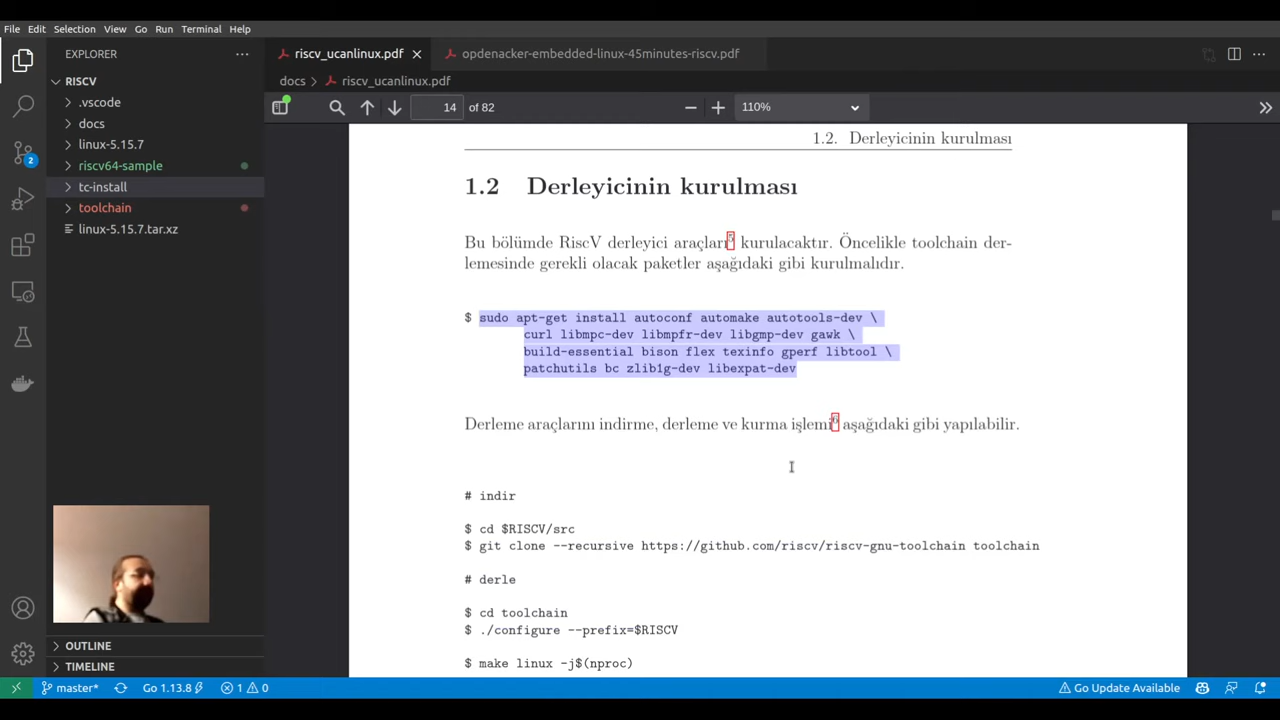 File Edit Selection View Go Run Terminal Help
EXPLORER
riscv_ucanlinux.pdf
opdenacker-embedded-linux-45minutes-riscv.pdf
RISCV
docs
riscv_ucanlinux.pdf
.vscode
docs
linux-5.15.7
riscv64-sample
tc-install
toolchain
linux-5.15.7.tar.xz
2
14 of 82
110%
1.2. Derleyicinin kurulması
1.2 Derleyicinin kurulması
Bu bölümde RiscV derleyici araçları5 kurulacaktır. Öncelikle toolchain der-
lemesinde gerekli olacak paketler aşağıdaki gibi kurulmalıdır.
$ sudo apt-get install autoconf automake autotools-dev \
curl libmpc-dev libmpfr-dev libgmp-dev gawk \
build-essential bison flex texinfo gperf libtool \
patchutils bc zlib1g-dev libexpat-dev
Derleme araçlarını indirme, derleme ve kurma işlemi6 aşağıdaki gibi yapılabilir.
# indir
$ cd $RISCV/src
$ git clone --recursive https://github.com/riscv/riscv-gnu-toolchain toolchain
# derle
$ cd toolchain
$ ./configure --prefix=$RISCV
$ make linux -j$(nproc)
OUTLINE
TIMELINE
master* Go 1.13.8 1 0 Go Update Available